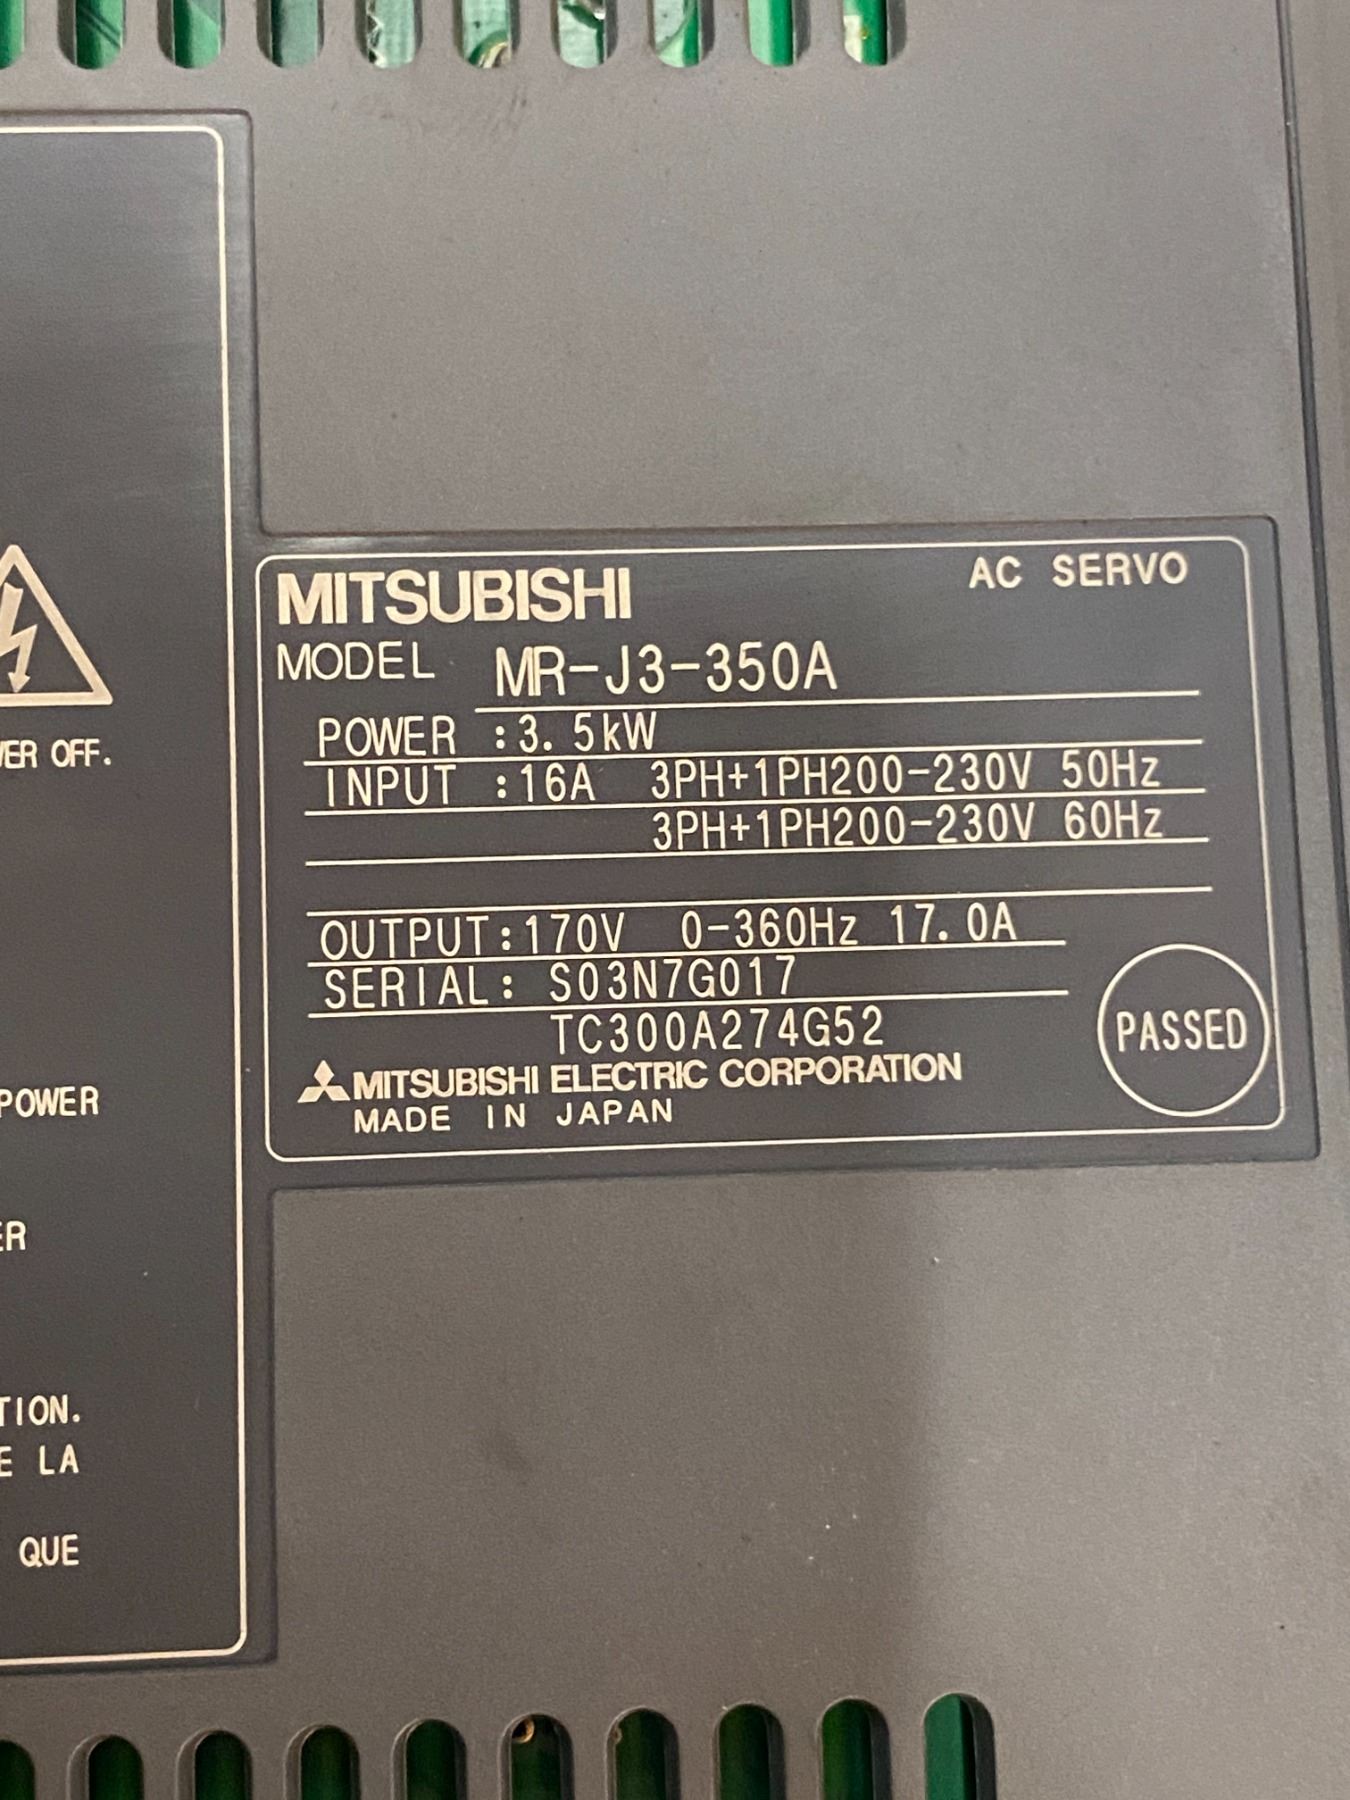 VER OFF.
POWER
ER
TION.
E LA
QUE
MITSUBISHI AC SERVO
MODEL MR-J3-350A
POWER :3.5kW
INPUT :16A 3PH+1PH200-230V 50Hz
3PH+1PH200-230V 60Hz
OUTPUT:170V 0-360Hz 17.0A
SERIAL: S03N7G017
TC300A274G52
PASSED
MITSUBISHI ELECTRIC CORPORATION
MADE IN JAPAN